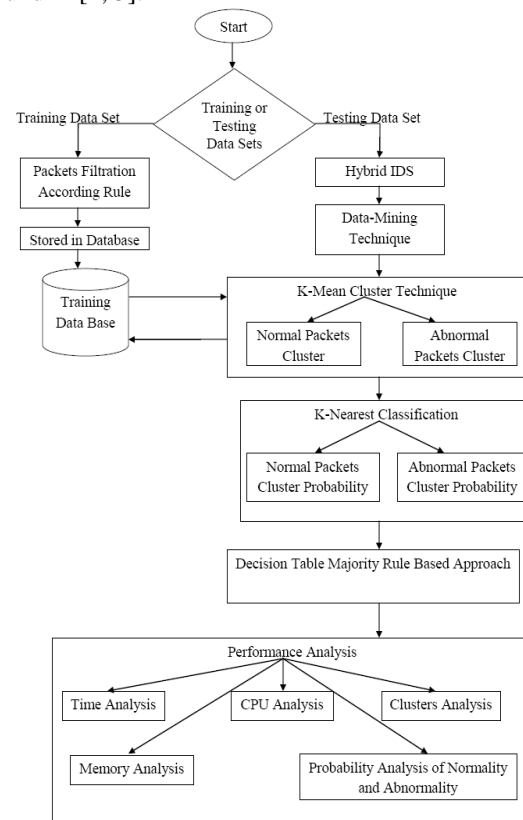 Start
Training Data Set
Training or
Testing
Data Sets
Testing Data Set
Packets Filtration
According Rule
Hybrid IDS
Stored in Database
Data-Mining
Technique
Training
Data Base
K-Mean Cluster Technique
Normal Packets
Cluster
Abnormal
Packets Cluster
K-Nearest Classification
Normal Packets
Cluster Probability
Abnormal Packets
Cluster Probability
Decision Table Majority Rule Based Approach
Performance Analysis
Time Analysis
CPU Analysis
Clusters Analysis
Memory Analysis
Probability Analysis of Normality
and Abnormality